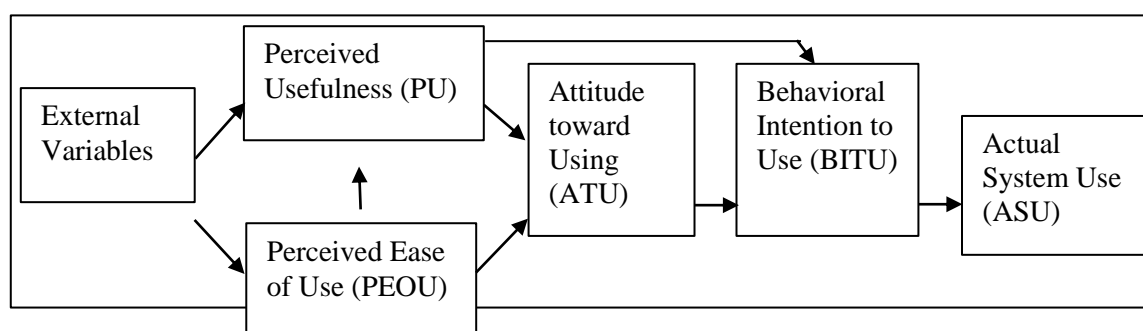 External
Variables
Perceived
Usefulness (PU)
Perceived Ease
of Use (PEOU)
Attitude
toward
Using
(ATU)
Behavioral
Intention to
Use (BITU)
Actual
System Use
(ASU)